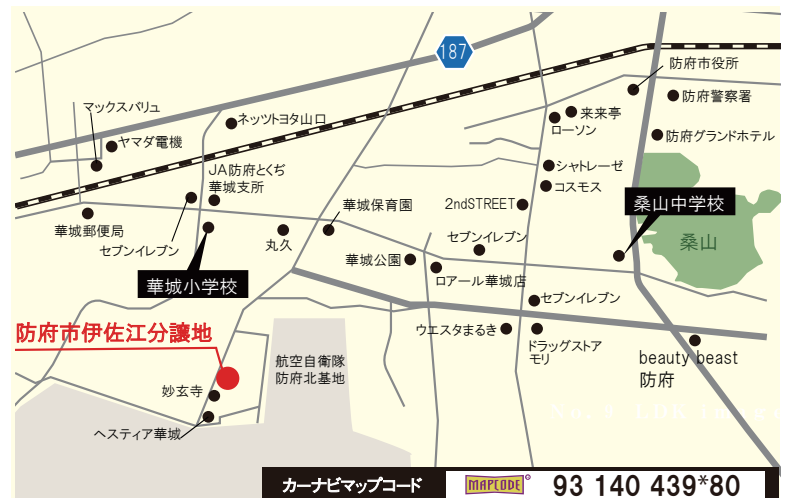 187
防府市役所
マックスバリュ
防府警察署
来来亭
ネッツトヨタ山口
ローソン
ヤマダ電機
防府グランドホテル
JA防府とくぢ
華城支所
シャトレーゼ
コスモス
2ndSTREET
桑山中学校
華城保育園
華城郵便局
セブンイレブン
丸久
セブンイレブン
桑山
華城公園
華城小学校
ロアール華城店
セブンイレブン
防府市伊佐江分譲地
ウエスタまるき
ドラッグストア
モリ
航空自衛隊
防府北基地
beauty beast
防府
妙玄寺
ヘスティア華城
カーナビマップコード
MAPCODE
93 140 439*80